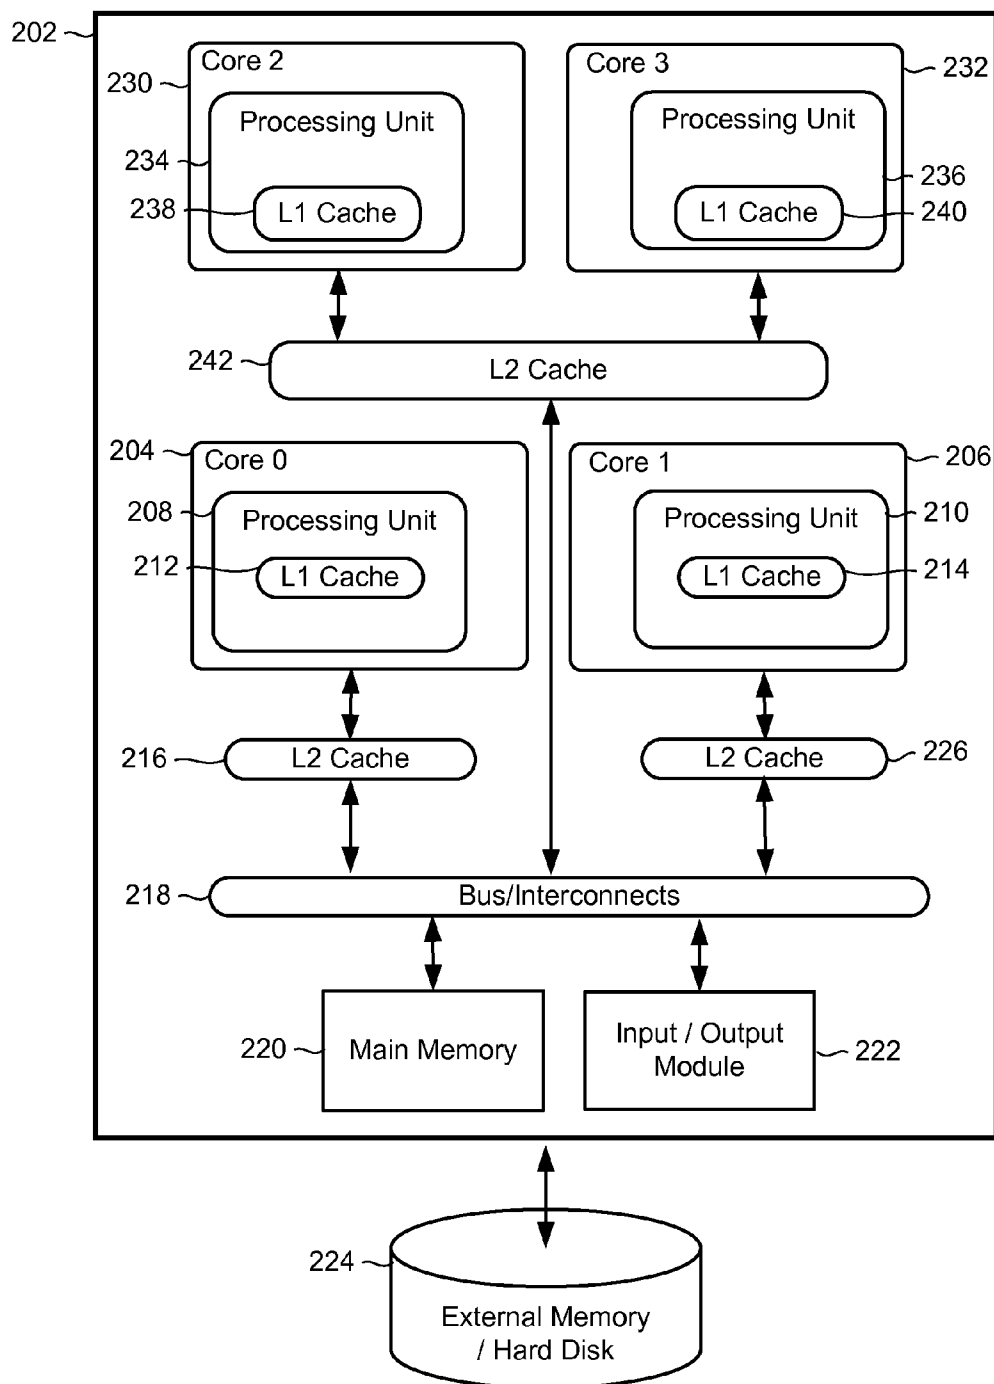 202
Core 2
Core 3
230
232
Processing Unit
Processing Unit
234
236
238
L1 Cache
L1 Cache
240
242
L2 Cache
204
Core 0
Core 1
206
208
Processing Unit
Processing Unit
210
212
L1 Cache
L1 Cache
214
216
L2 Cache
L2 Cache
226
218
Bus/Interconnects
220
Main Memory
Input / Output
Module
222
224
External Memory
/ Hard Disk